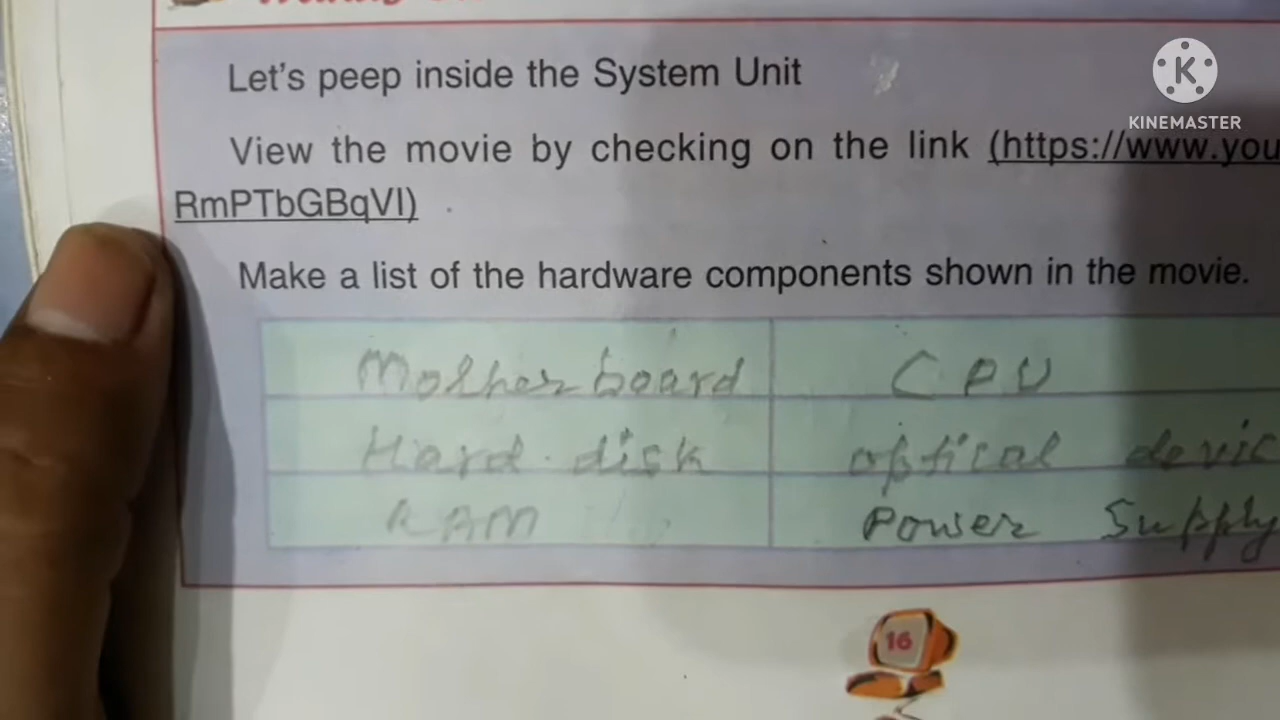 KINEMASTER
Let's peep inside the System Unit
View the movie by checking on the link (https://www.you
RmPTbGBqVI)
Make a list of the hardware components shown in the movie.
Motherboard CPU
Hard disk optical devic
RAM Power Supply
16